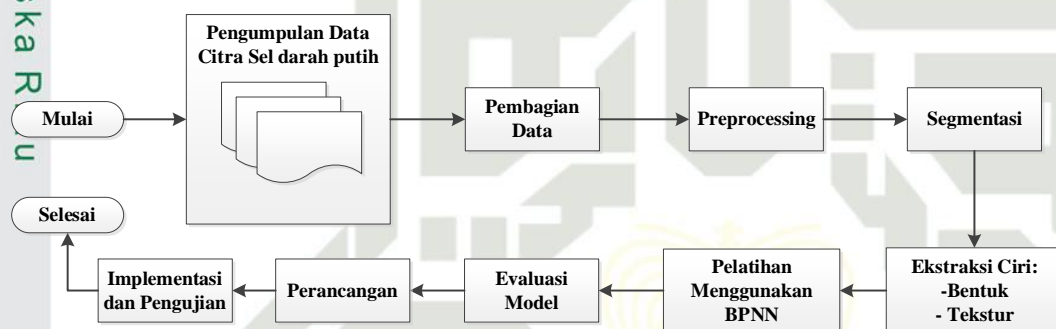 ska R
u
Pengumpulan Data
Citra Sel darah putih
Mulai
Pembagian
Data
Preprocessing
Segmentasi
Ekstraksi Ciri:
-Bentuk
- Tekstur
Pelatihan
Menggunakan
BPNN
Evaluasi
Model
Perancangan
Implementasi
dan Pengujian
Selesai